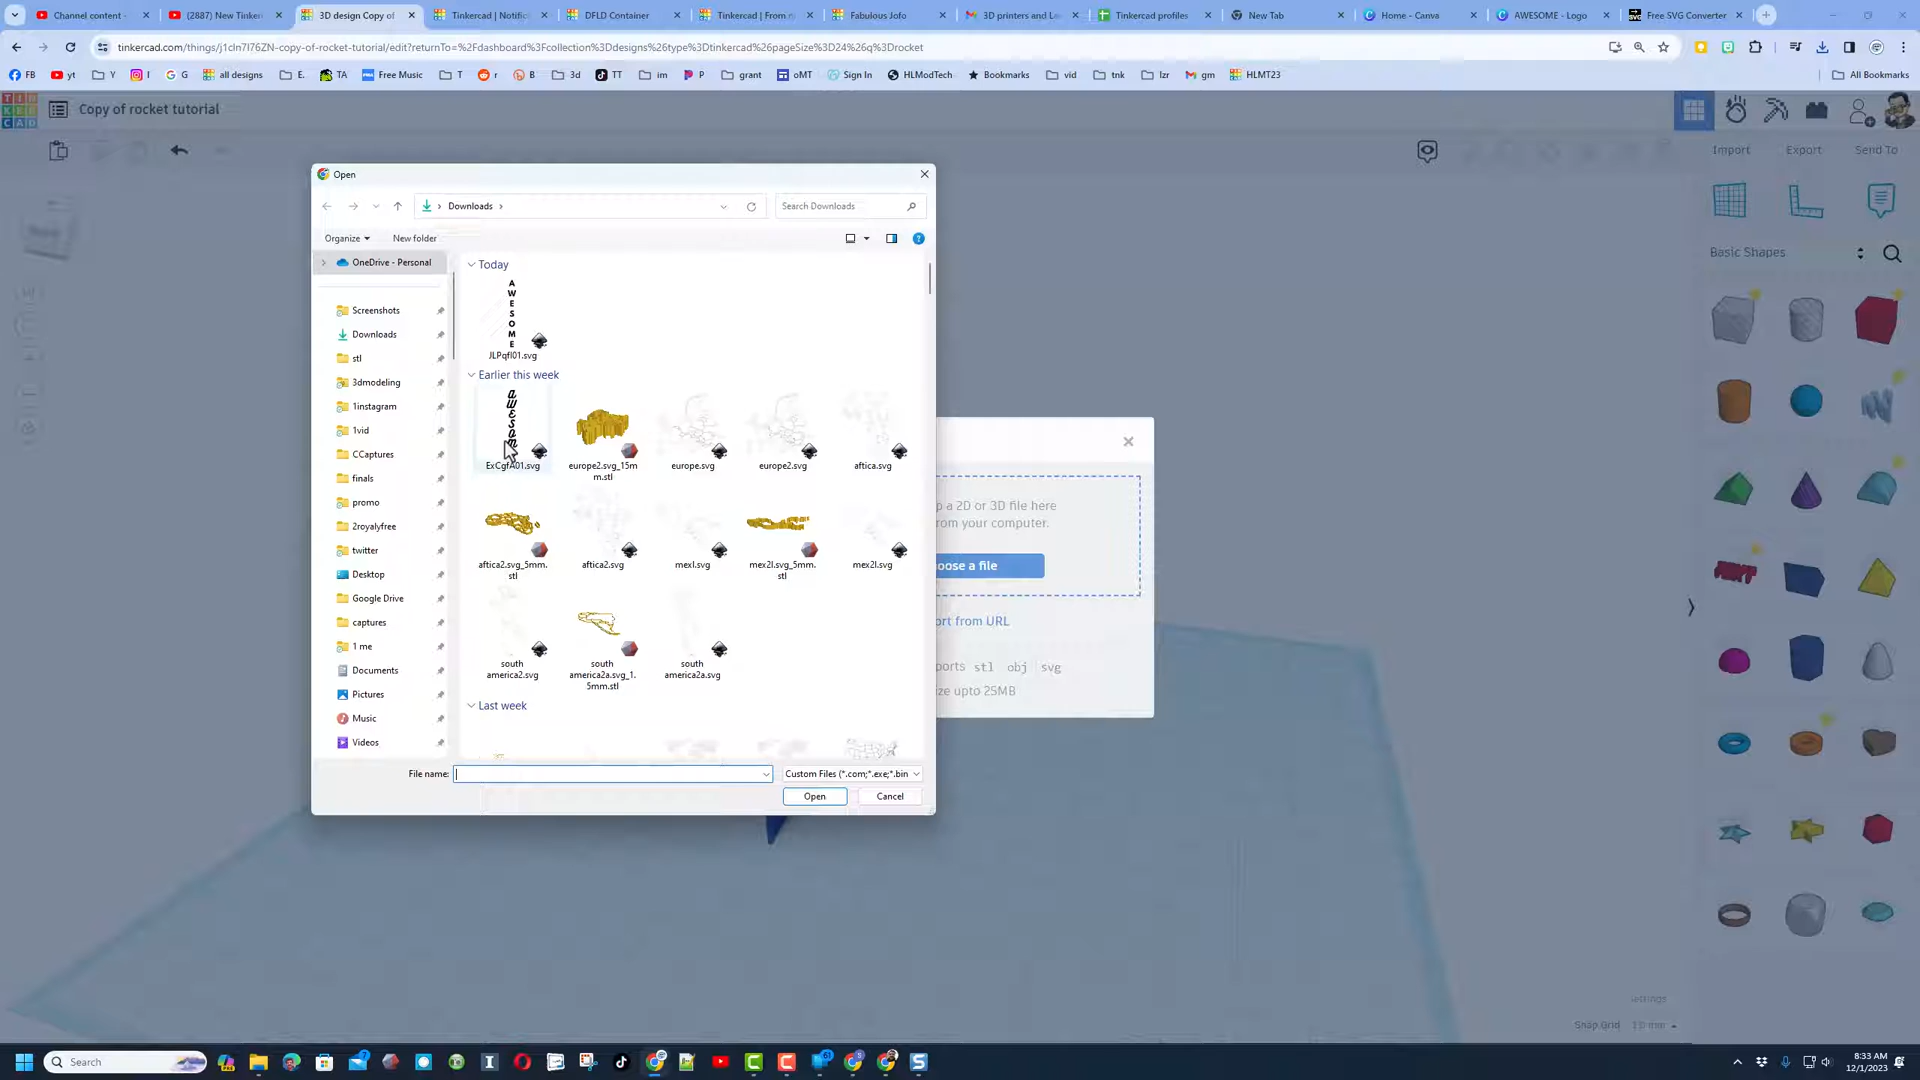 Channel content -
(2887) New Tinker
3D design Copy of
Tinkercad | Notific
DFLD Container
Tinkercad | From m
Fabulous Jofo
3D printers and La
Tinkercad profiles
New Tab
Home - Canva
AWESOME - Logo
Free SVG Converter
tinkercad.com/things/j1cln7I76ZN-copy-of-rocket-tutorial/edit?returnTo=%2Fdashboard%3Fcollection%3Ddesigns%26type%3Dtinkercad%26pageSize%3D24%26q%3Drocket
FB
yt
Y
I
G
all designs
E.
TA
Free Music
T
r
B
3d
TT
im
P
grant
oMT
Sign In
HLModTech
Bookmarks
vid
tnk
lzr
gm
HLMT23
All Bookmarks
Copy of rocket tutorial
Import
Export
Send To
Open
Downloads
Search Downloads
Organize
New folder
OneDrive - Personal
Screenshots
Downloads
stl
3dmodeling
1instagram
1vid
CCaptures
finals
promo
2royalyfree
twitter
Desktop
Google Drive
captures
1 me
Documents
Pictures
Music
Videos
Today
A
W
E
S
O
M
E
JLPqfI01.svg
Earlier this week
ExCgfA01.svg
europe2.svg_15m
m.stl
europe.svg
europe2.svg
aftica.svg
aftica2.svg_5mm.
stl
aftica2.svg
mexl.svg
mex2l.svg_5mm.
stl
mex2l.svg
south
america2.svg
south
america2a.svg_1.
5mm.stl
south
america2a.svg
Last week
File name:
Custom Files (*.com;*.exe;*.bin
Open
Cancel
p a 2D or 3D file here
from your computer.
oose a file
ort from URL
ports stl obj svg
ze upto 25MB
Basic Shapes
ettings
Snap Grid
Search
8:33 AM
12/1/2023